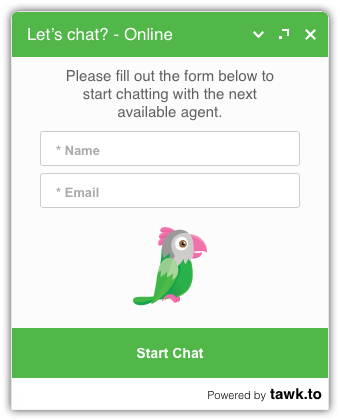 Let's chat? - Online
Please fill out the form below to
start chatting with the next
available agent.
* Name
* Email
Start Chat
Powered by tawk.to